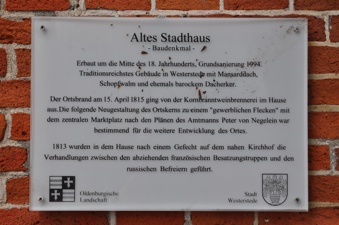 Altes Stadthaus
- Baudenkmal -
Erbaut um die Mitte des 18. Jahrhunderts, Grundsanierung 1994.
Traditionsreichstes Gebäude in Westerstede mit Mansarddach,
Schopfwalm und ehemals barockem Dacherker.
Der Ortsbrand am 15. April 1815 ging von der Kornbranntweinbrennerei im Hause
aus. Die folgende Neugestaltung des Ortskerns zu einem "gewerblichen Flecken" mit
dem zentralen Marktplatz nach den Plänen des Amtmanns Peter von Negelein war
bestimmend für die weitere Entwicklung des Ortes.
1813 wurden in dem Hause nach einem Gefecht auf dem nahen Kirchhof die
Verhandlungen zwischen den abziehenden französischen Besatzungstruppen und den
russischen Befreiern geführt.
Oldenburgische
Landschaft
Stadt
Westerstede